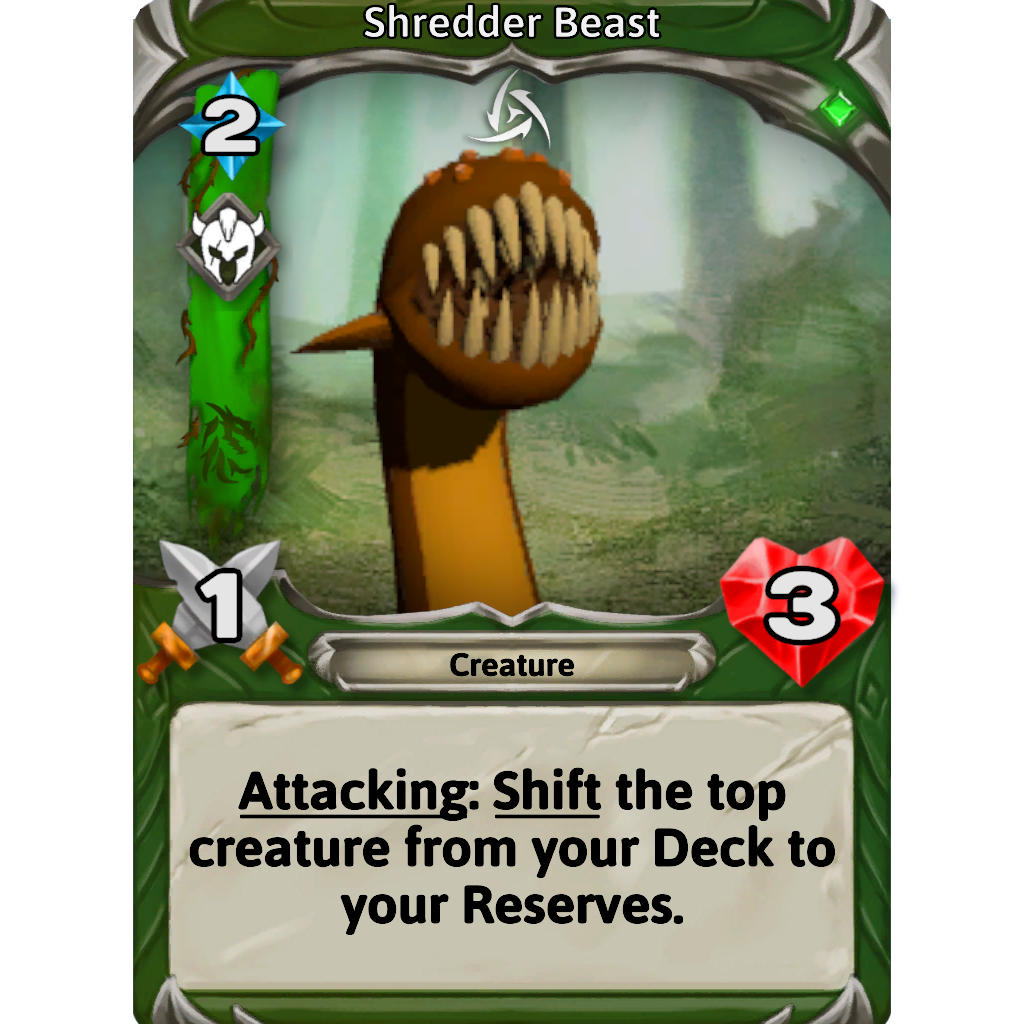 Shredder Beast
2
1
3
Creature
Attacking: Shift the top
creature from your Deck to
your Reserves.